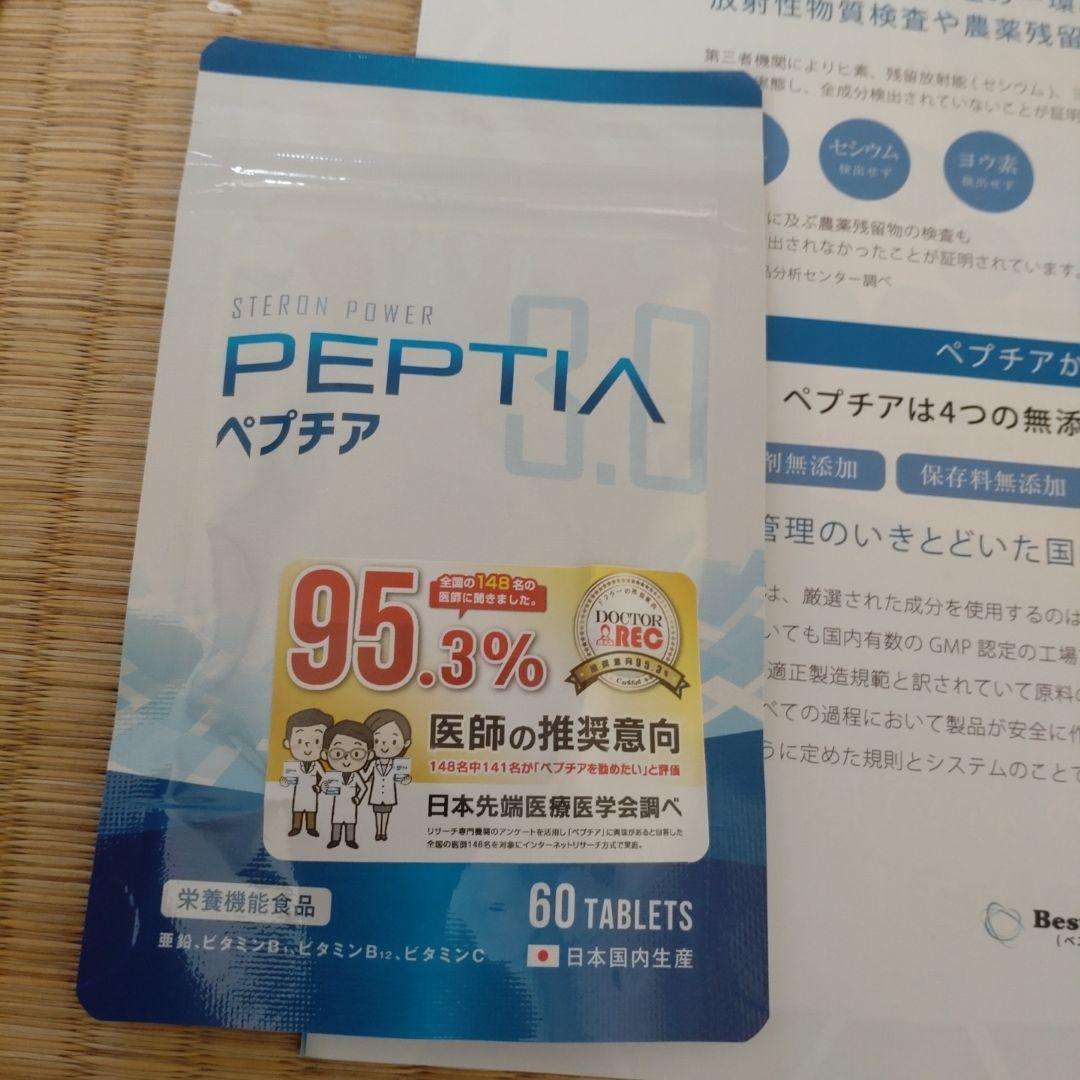 STERON POWER
3.0
PEPTIA
ペプチア
95.3%
全国の148名の
医師に聞きました。
DOCTOR
REC
推奨意向95.3%
Certified
医師の推奨意向
148名中141名が「ペプチアを勧めたい」と評価
日本先端医療医学会調べ
リサーチ専門機関のアンケートを活用し「ペプチア」に興味があると回答した
全国の医師148名を対象にインターネットリサーチ方式で実施。
栄養機能食品
亜鉛、ビタミンB1、ビタミンB12、ビタミンC
60 TABLETS
日本国内生産
放射性物質検査や農薬残留
第三者機関によりヒ素、残留放射能(セシウム)、
し、全成分検出されていないことが証明
セシウム
検出せず
ヨウ素
検出せず
に及ぶ農薬残留物の検査も
出されなかったことが証明されています。
品分析センター調べ
ペプチアが
ペプチアは4つの無添
剤無添加
保存料無添加
管理のいきとどいた国
は、厳選された成分を使用するのは
いても国内有数のGMP認定の工場
適正製造規範と訳されていて原料の
べての過程において製品が安全に作
うに定めた規則とシステムのことで
Bes